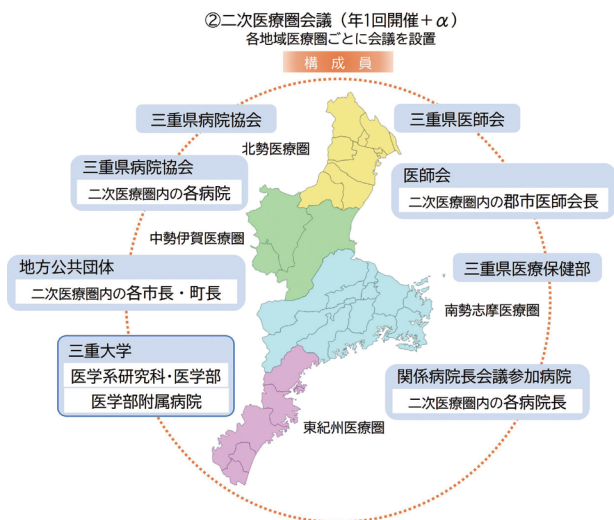 ②二次医療圏会議（年1回開催＋α）
各地域医療圏ごとに会議を設置
構成員
三重県病院協会
三重県医師会
北勢医療圏
三重県病院協会
二次医療圏内の各病院
医師会
二次医療圏内の郡市医師会長
中勢伊賀医療圏
地方公共団体
二次医療圏内の各市長・町長
三重県医療保健部
南勢志摩医療圏
三重大学
医学系研究科・医学部
医学部附属病院
関係病院長会議参加病院
二次医療圏内の各病院長
東紀州医療圏